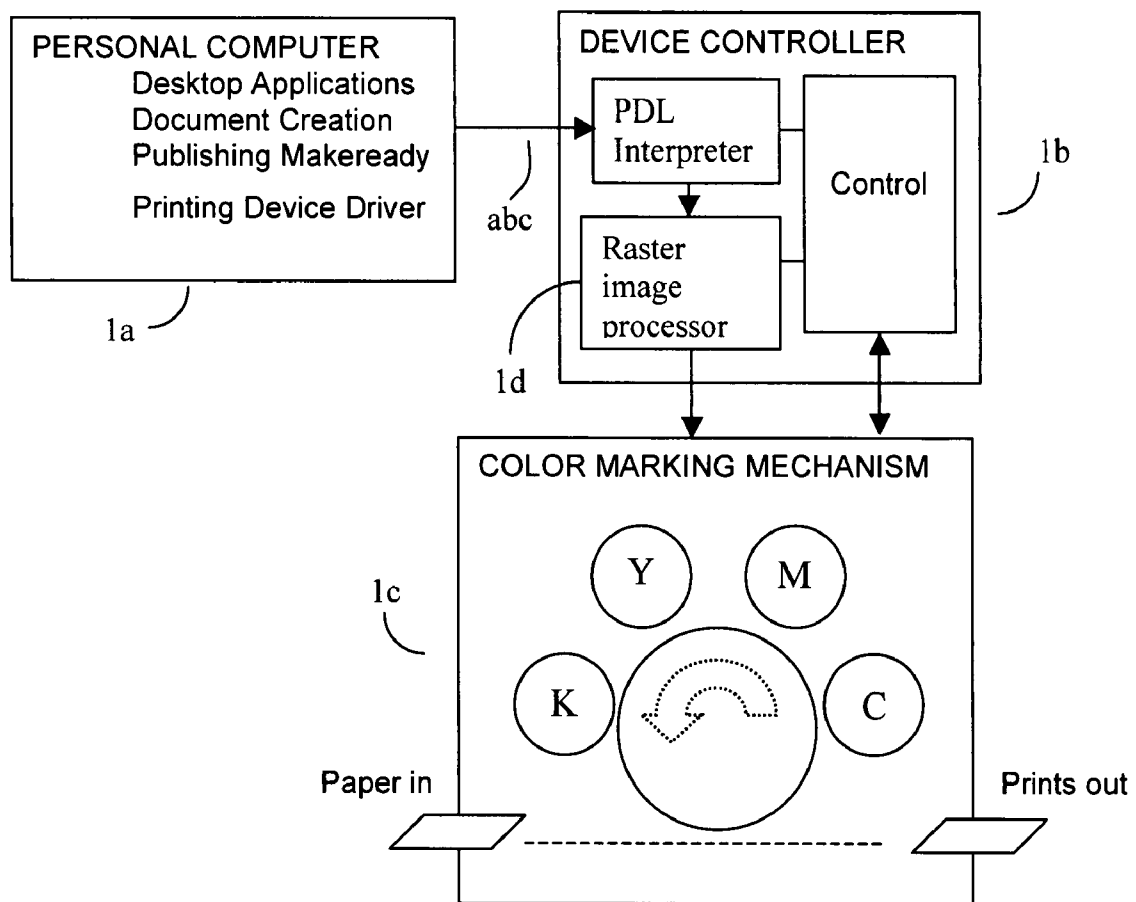 PERSONAL COMPUTER
Desktop Applications
Document Creation
Publishing Makeready
Printing Device Driver
1a
abc
DEVICE CONTROLLER
PDL
Interpreter
Control
Raster
image
processor
1b
1d
COLOR MARKING MECHANISM
1c
Y
M
K
C
Paper in
Prints out